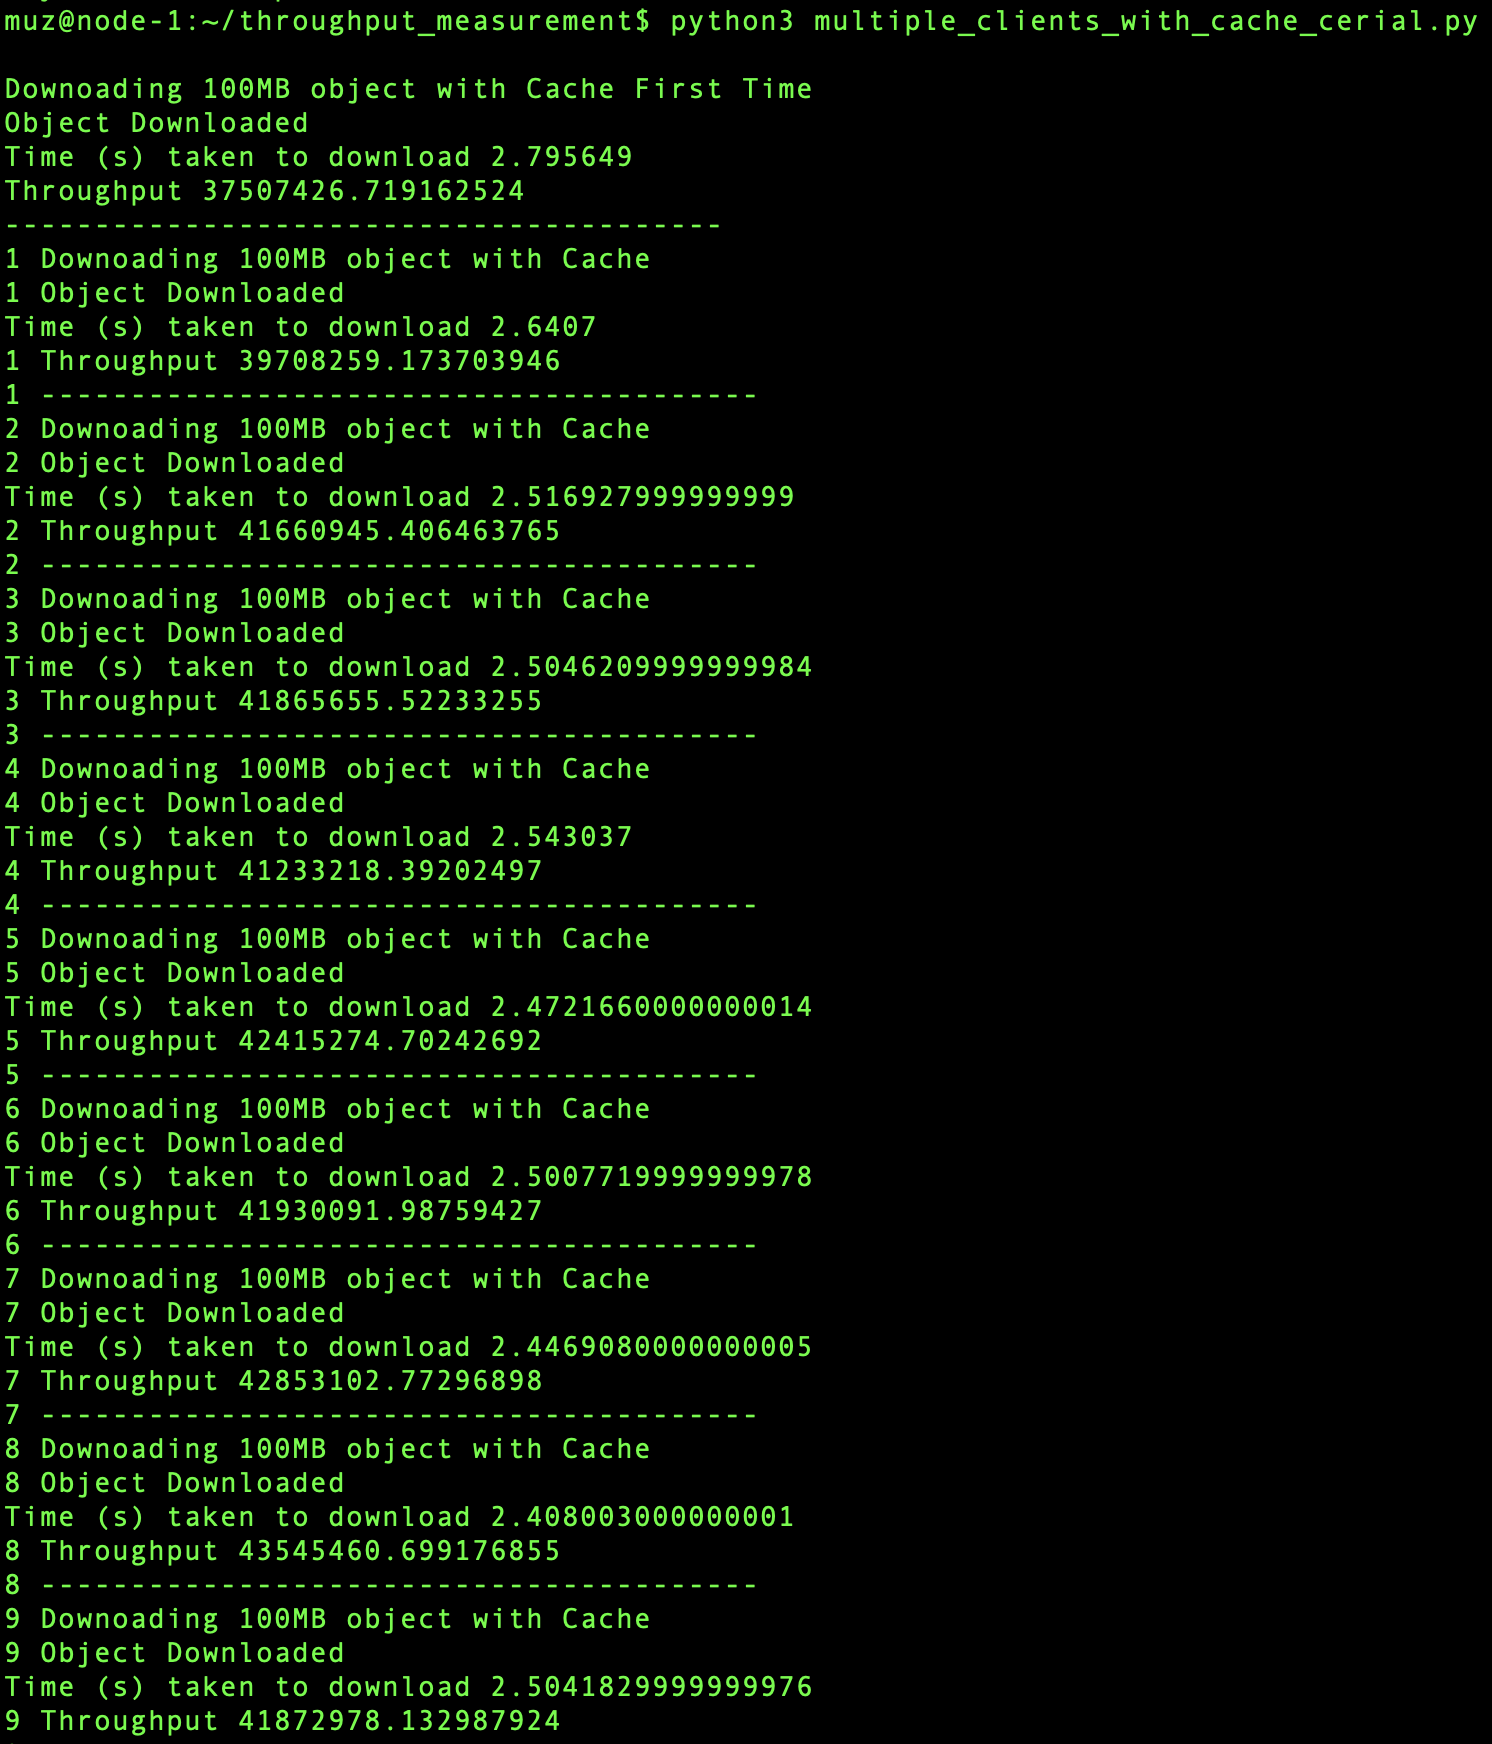 muz@node-1:~/throughput_measurement$ python3 multiple_clients_with_cache_cerial.py
Downoading 100MB object with Cache First Time
Object Downloaded
Time (s) taken to download 2.795649
Throughput 37507426.719162524
----------------------------------------
1 Downoading 100MB object with Cache
1 Object Downloaded
Time (s) taken to download 2.6407
1 Throughput 39708259.173703946
1 ----------------------------------------
2 Downoading 100MB object with Cache
2 Object Downloaded
Time (s) taken to download 2.516927999999999
2 Throughput 41660945.406463765
2 ----------------------------------------
3 Downoading 100MB object with Cache
3 Object Downloaded
Time (s) taken to download 2.5046209999999984
3 Throughput 41865655.52233255
3 ----------------------------------------
4 Downoading 100MB object with Cache
4 Object Downloaded
Time (s) taken to download 2.543037
4 Throughput 41233218.39202497
4 ----------------------------------------
5 Downoading 100MB object with Cache
5 Object Downloaded
Time (s) taken to download 2.4721660000000014
5 Throughput 42415274.70242692
5 ----------------------------------------
6 Downoading 100MB object with Cache
6 Object Downloaded
Time (s) taken to download 2.5007719999999978
6 Throughput 41930091.98759427
6 ----------------------------------------
7 Downoading 100MB object with Cache
7 Object Downloaded
Time (s) taken to download 2.4469080000000005
7 Throughput 42853102.77296898
7 ----------------------------------------
8 Downoading 100MB object with Cache
8 Object Downloaded
Time (s) taken to download 2.408003000000001
8 Throughput 43545460.699176855
8 ----------------------------------------
9 Downoading 100MB object with Cache
9 Object Downloaded
Time (s) taken to download 2.5041829999999976
9 Throughput 41872978.132987924